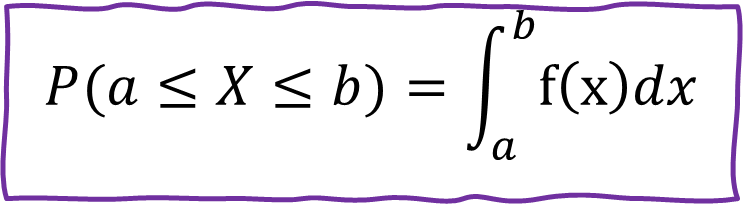 P(a ≤ X ≤ b) = ∫_a^b f(x)dx